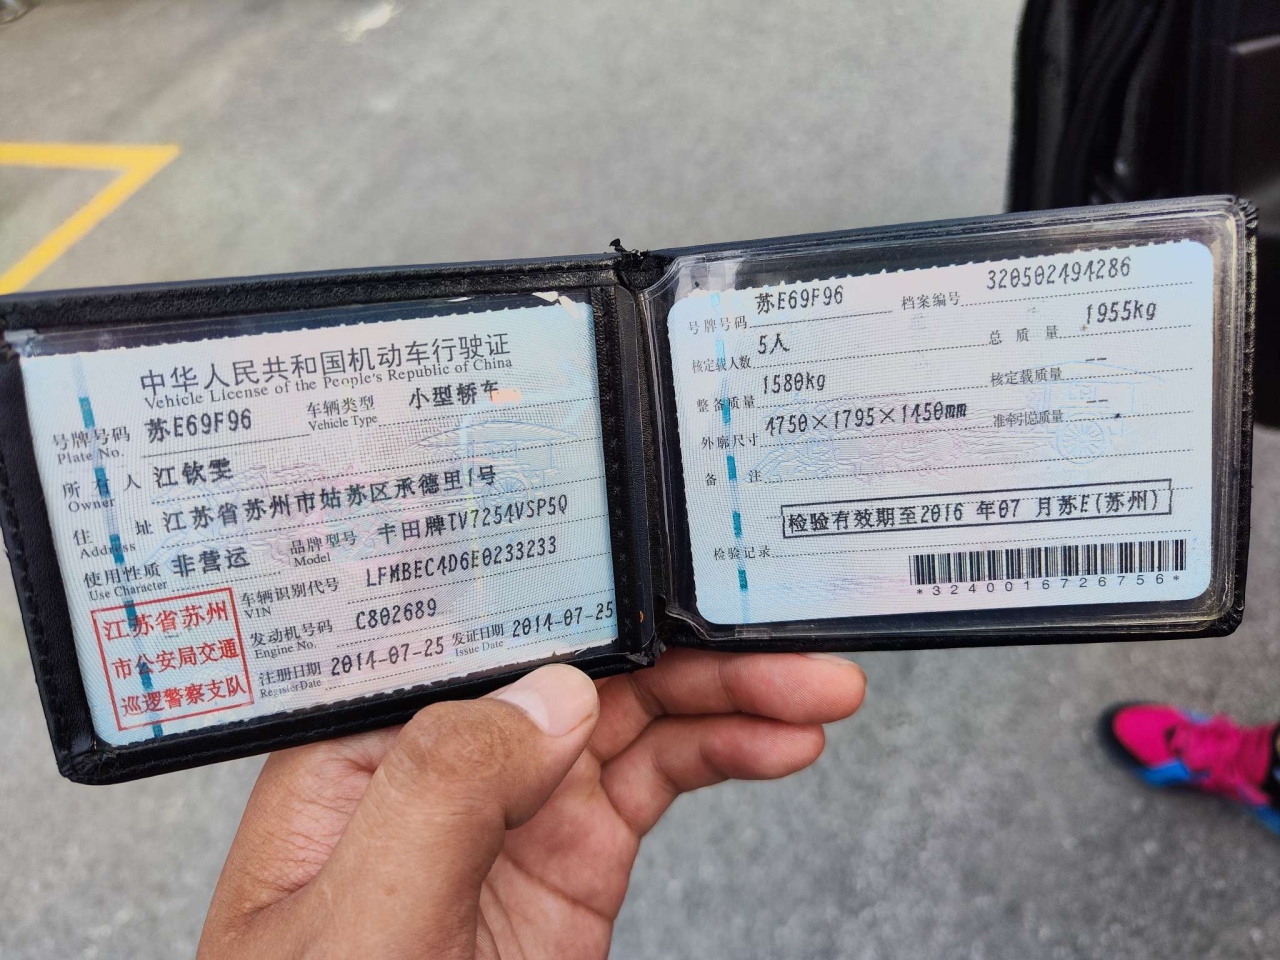 中华人民共和国机动车行驶证
Vehicle License of the People's Republic of China
号牌号码 苏E69F96 车辆类型 小型轿车
Plate No. Vehicle Type
所有人 江钦雯
Owner
住址 江苏省苏州市姑苏区承德里1号
Address
使用性质 非营运 品牌型号 丰田牌TV7254VSP5Q
Use Character Model
江苏省苏州
市公安局交通
巡逻警察支队
车辆识别代号 LFMBEC4D6E0233233
VIN
发动机号码 C802689
Engine No.
注册日期 2014-07-25 发证日期 2014-07-25
Register Date Issue Date
号牌号码 苏E69F96 档案编号 320502494286
核定载人数 5人 总质量 1955kg
整备质量 1580kg 核定载质量 --
外廓尺寸 4750×1795×1450mm 准牵引总质量 --
备注
检验有效期至2016年07月苏E(苏州)
检验记录
*3240016726756*